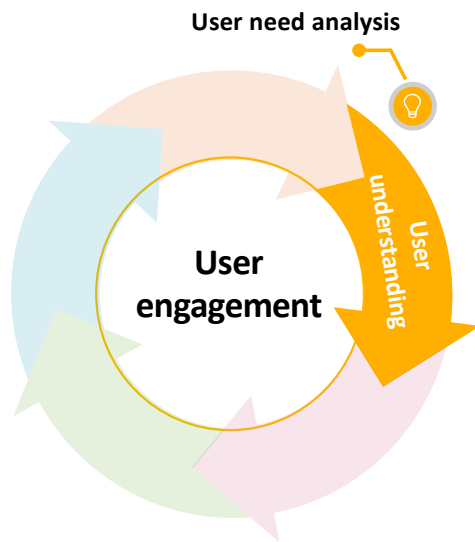 User need analysis
User
understanding
User
engagement